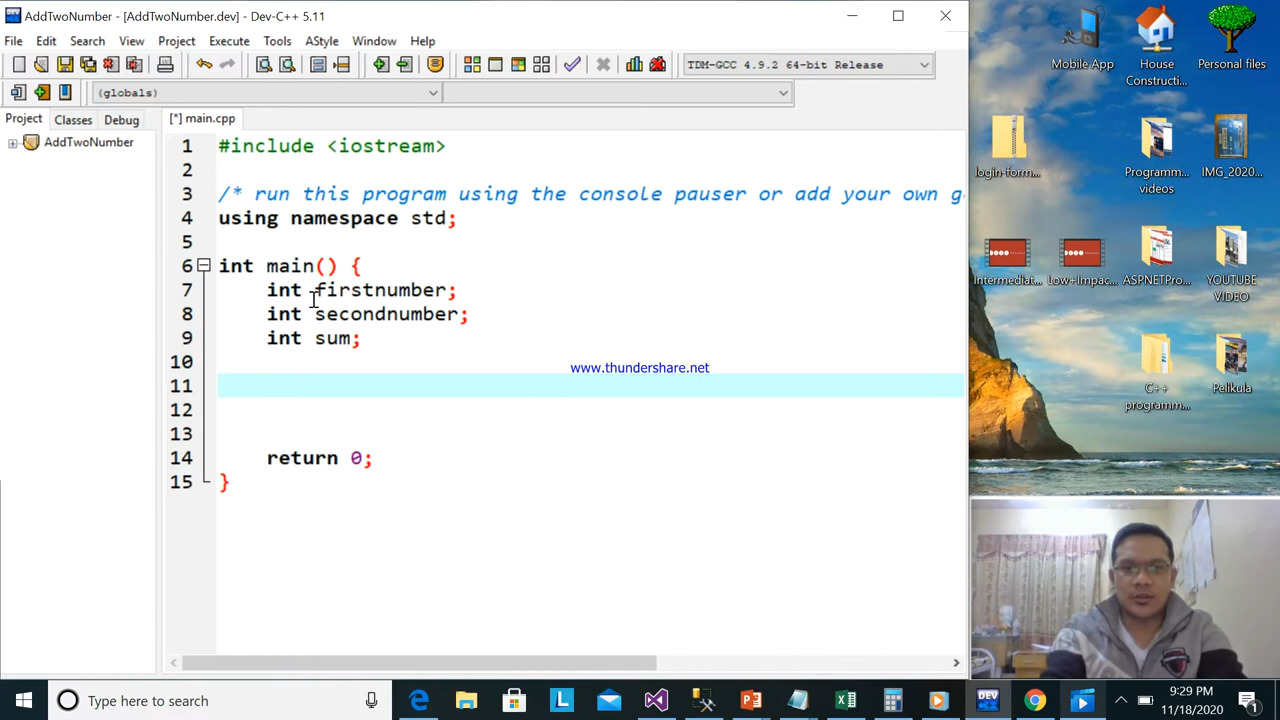 AddTwoNumber - [AddTwoNumber.dev] - Dev-C++ 5.11
File Edit Search View Project Execute Tools AStyle Window Help
TDM-GCC 4.9.2 64-bit Release
(globals)
Project Classes Debug
[*] main.cpp
AddTwoNumber
1 #include <iostream>
2
3 /* run this program using the console pauser or add your own g
4 using namespace std;
5
6 int main() {
7 int firstnumber;
8 int secondnumber;
9 int sum;
10
www.thundershare.net
11
12
13
14 return 0;
15 }
Mobile App
House Constructi...
Personal files
login-form...
Programm... videos
IMG_2020...
Intermediat...
Low+Impac...
ASPNETPro...
YOUTUBE VIDEO
C++ programm...
Pelikula
Type here to search
DEV
9:29 PM
11/18/2020
1